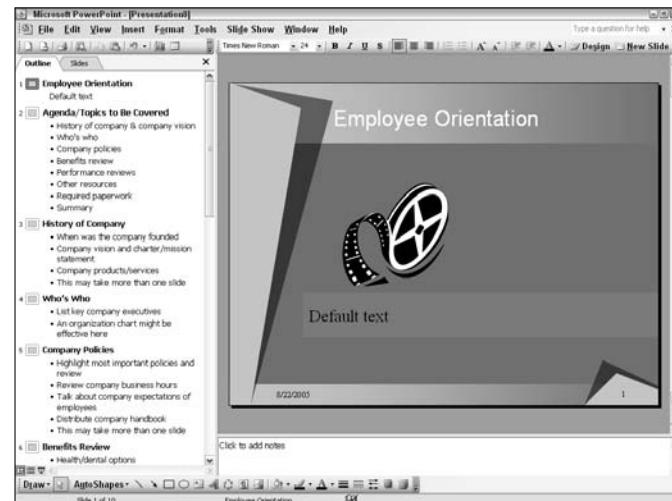 Microsoft PowerPoint - [Presentation8]
File Edit View Insert Format Tools Slide Show Window Help
Type a question for help
Times New Roman 24 B I U S Design New Slide
Outline Slides
1 Employee Orientation
Default text
2 Agenda/Topics to Be Covered
• History of company & company vision
• Who's who
• Company policies
• Benefits review
• Performance reviews
• Other resources
• Required paperwork
• Summary
3 History of Company
• When was the company founded
• Company vision and charter/mission
statement
• Company products/services
• This may take more than one slide
4 Who's Who
• List key company executives
• An organization chart might be
effective here
5 Company Policies
• Highlight most important policies and
review
• Review company business hours
• Talk about company expectations of
employees
• Distribute company handbook
• This may take more than one slide
6 Benefits Review
• Health/dental options
Employee Orientation
Default text
8/22/2005
1
Click to add notes
Draw AutoShapes
Slide 1 of 10 Employee Orientation